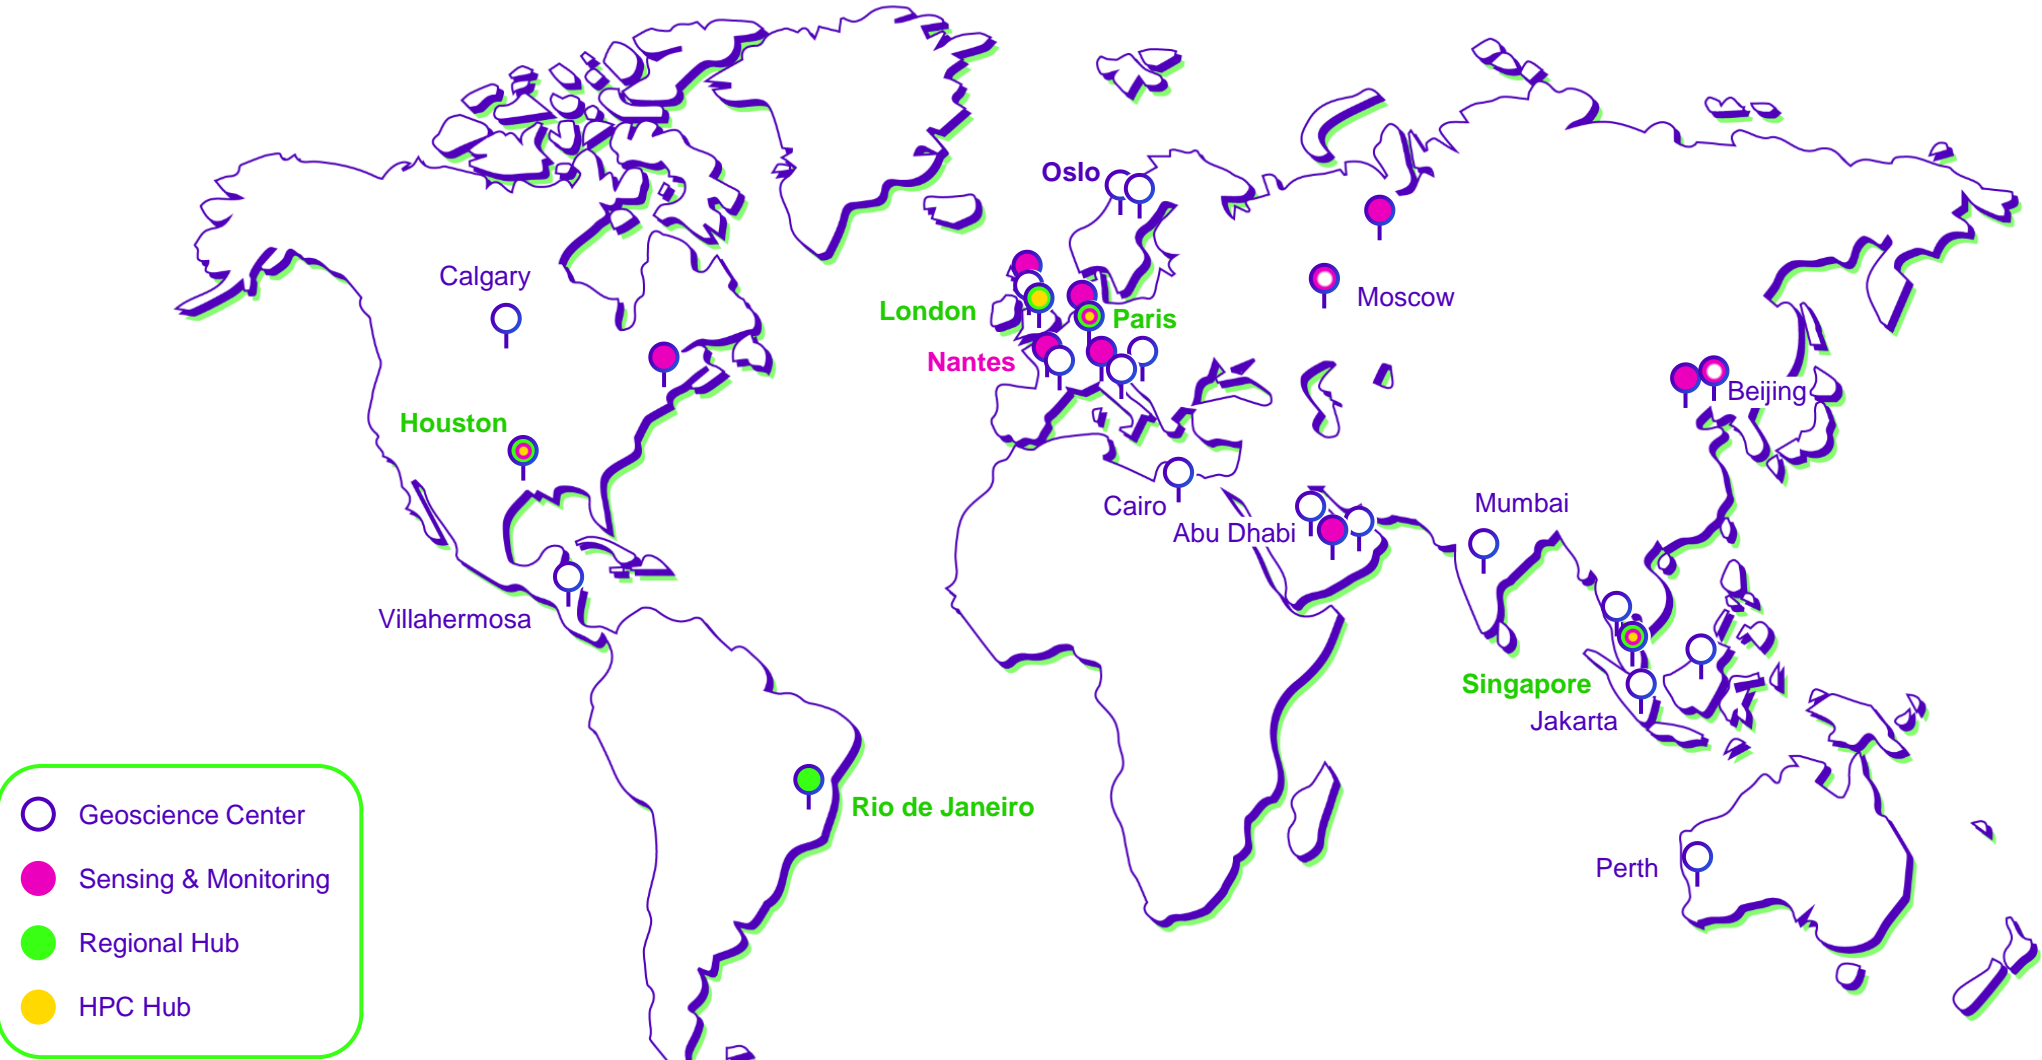 Oslo
Calgary
Moscow
London
Paris
Nantes
Beijing
Houston
Cairo
Mumbai
Abu Dhabi
Villahermosa
Singapore
Jakarta
Rio de Janeiro
Perth
Geoscience Center
Sensing & Monitoring
Regional Hub
HPC Hub